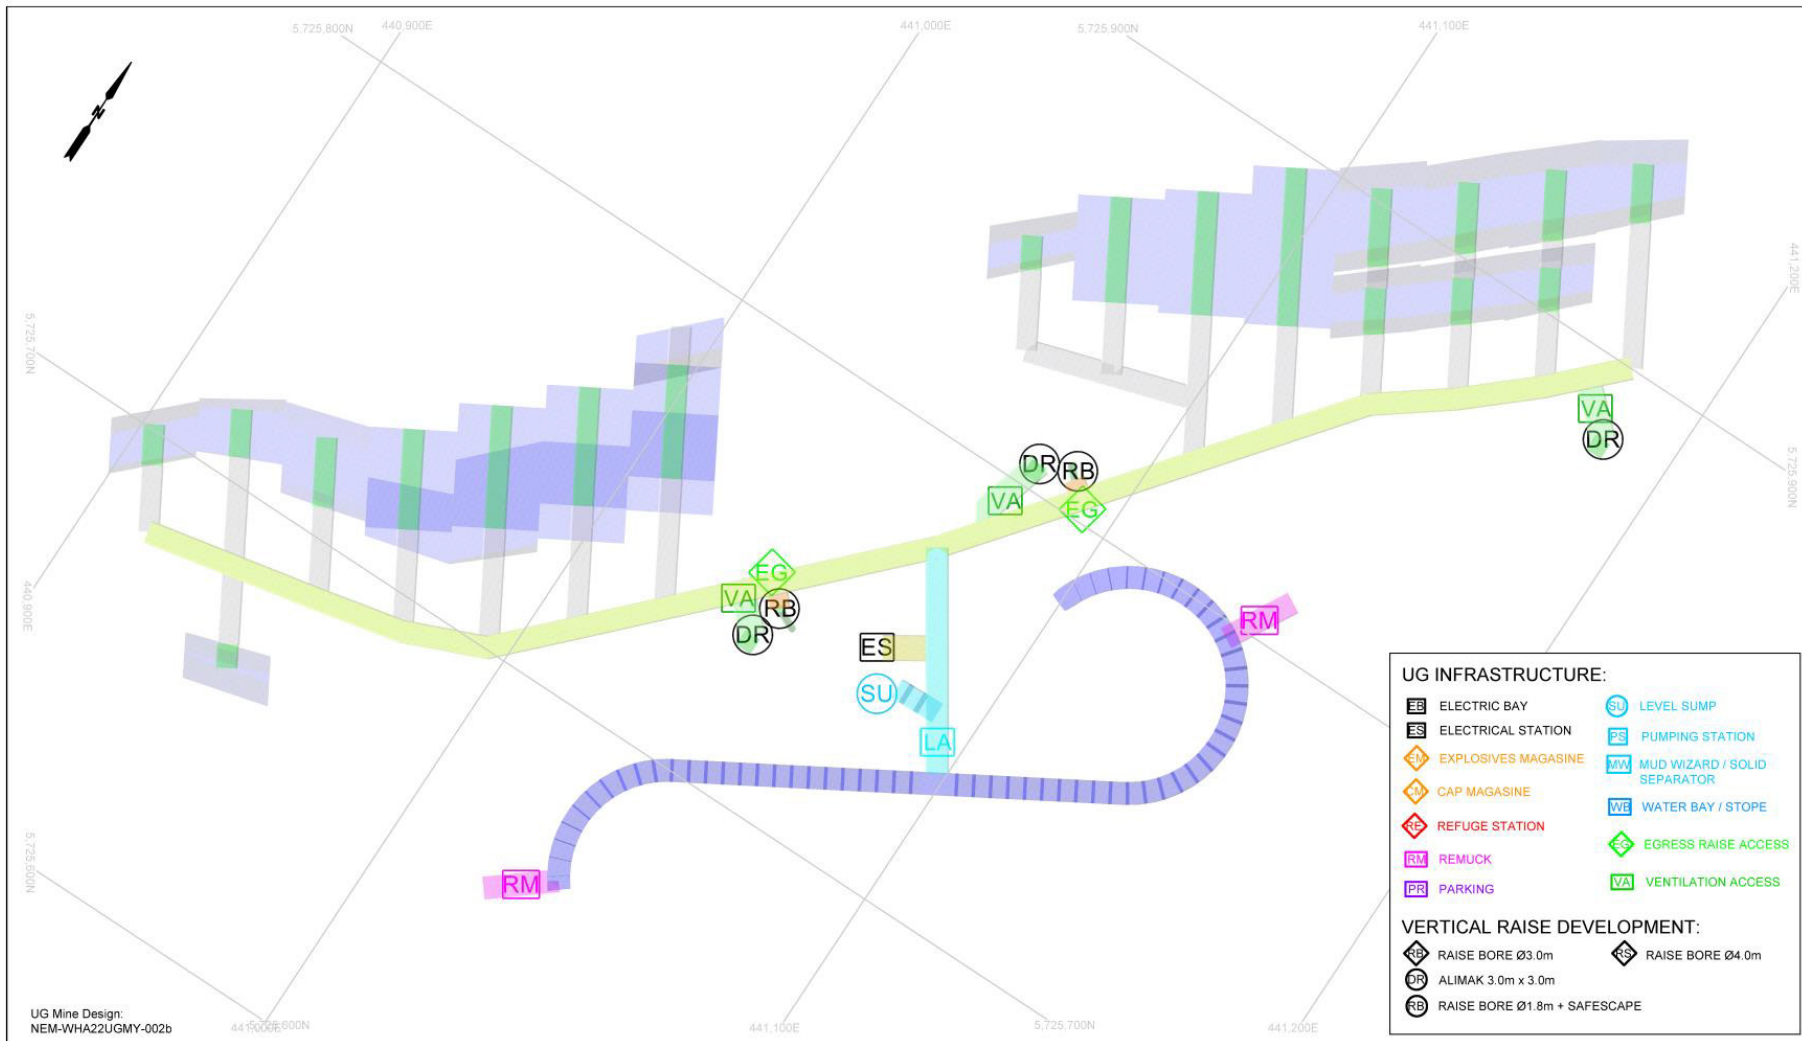 5,725,800N
440,900E
441,000E
5,725,900N
441,100E
N
441,200E
5,725,700N
VA
DR
DR
RB
VA
EG
5,725,900N
EG
VA
RB
DR
440,900E
RM
ES
SU
LA
RM
5,725,600N
UG INFRASTRUCTURE:
EB ELECTRIC BAY
SU LEVEL SUMP
ES ELECTRICAL STATION
PS PUMPING STATION
EM EXPLOSIVES MAGASINE
MW MUD WIZARD / SOLID
SEPARATOR
CM CAP MAGASINE
WB WATER BAY / STOPE
RE REFUGE STATION
EG EGRESS RAISE ACCESS
RM REMUCK
VA VENTILATION ACCESS
PR PARKING
VERTICAL RAISE DEVELOPMENT:
RB RAISE BORE Ø3.0m
RS RAISE BORE Ø4.0m
DR ALIMAK 3.0m x 3.0m
RB RAISE BORE Ø1.8m + SAFESCAPE
UG Mine Design:
NEM-WHA22UGMY-002b
441,000E
5,725,600N
441,100E
5,725,700N
441,200E